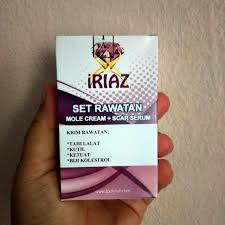 iRIAZ
SET RAWATAN
MOLE CREAM + SCAR SERUM
KRIM RAWATAN:
*TAHI LALAT
*KUTIL
*KETUAT
*BIJI KOLESTROL